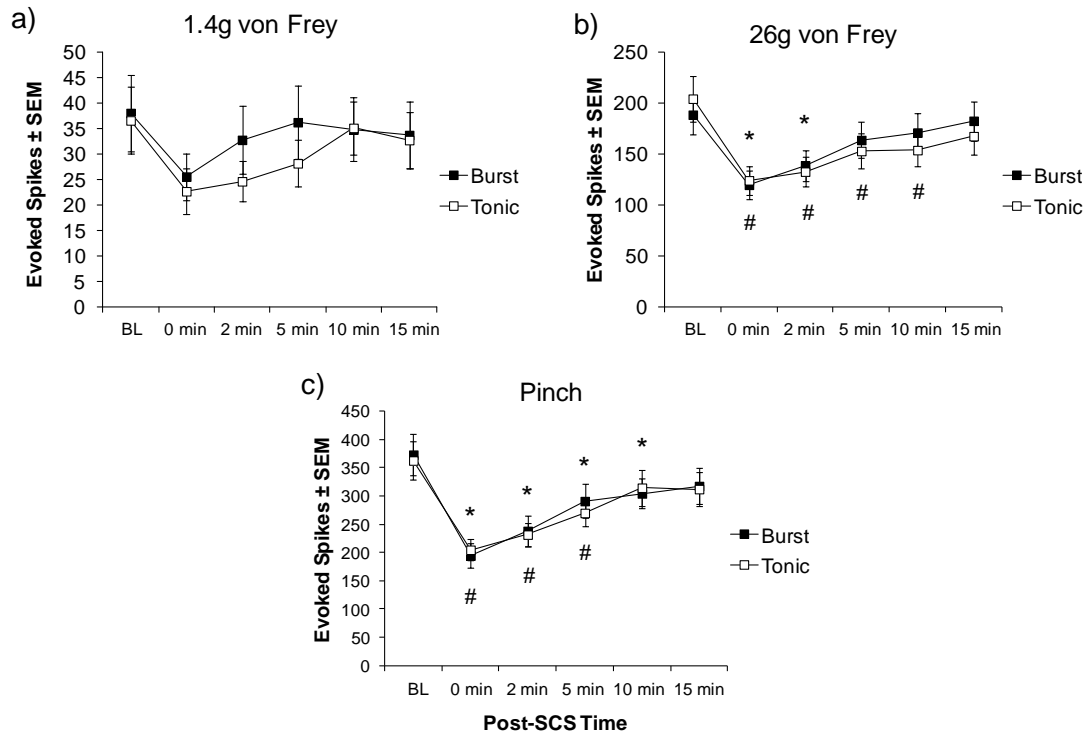 a)
1.4g von Frey
Evoked Spikes ± SEM
50
45
40
35
30
25
20
15
10
5
0
BL 0 min 2 min 5 min 10 min 15 min
Burst
Tonic
b)
26g von Frey
Evoked Spikes ± SEM
250
200
150
100
50
0
* *
# # # #
BL 0 min 2 min 5 min 10 min 15 min
Burst
Tonic
c)
Pinch
Evoked Spikes ± SEM
450
400
350
300
250
200
150
100
50
0
* * * *
# # #
BL 0 min 2 min 5 min 10 min 15 min
Burst
Tonic
Post-SCS Time